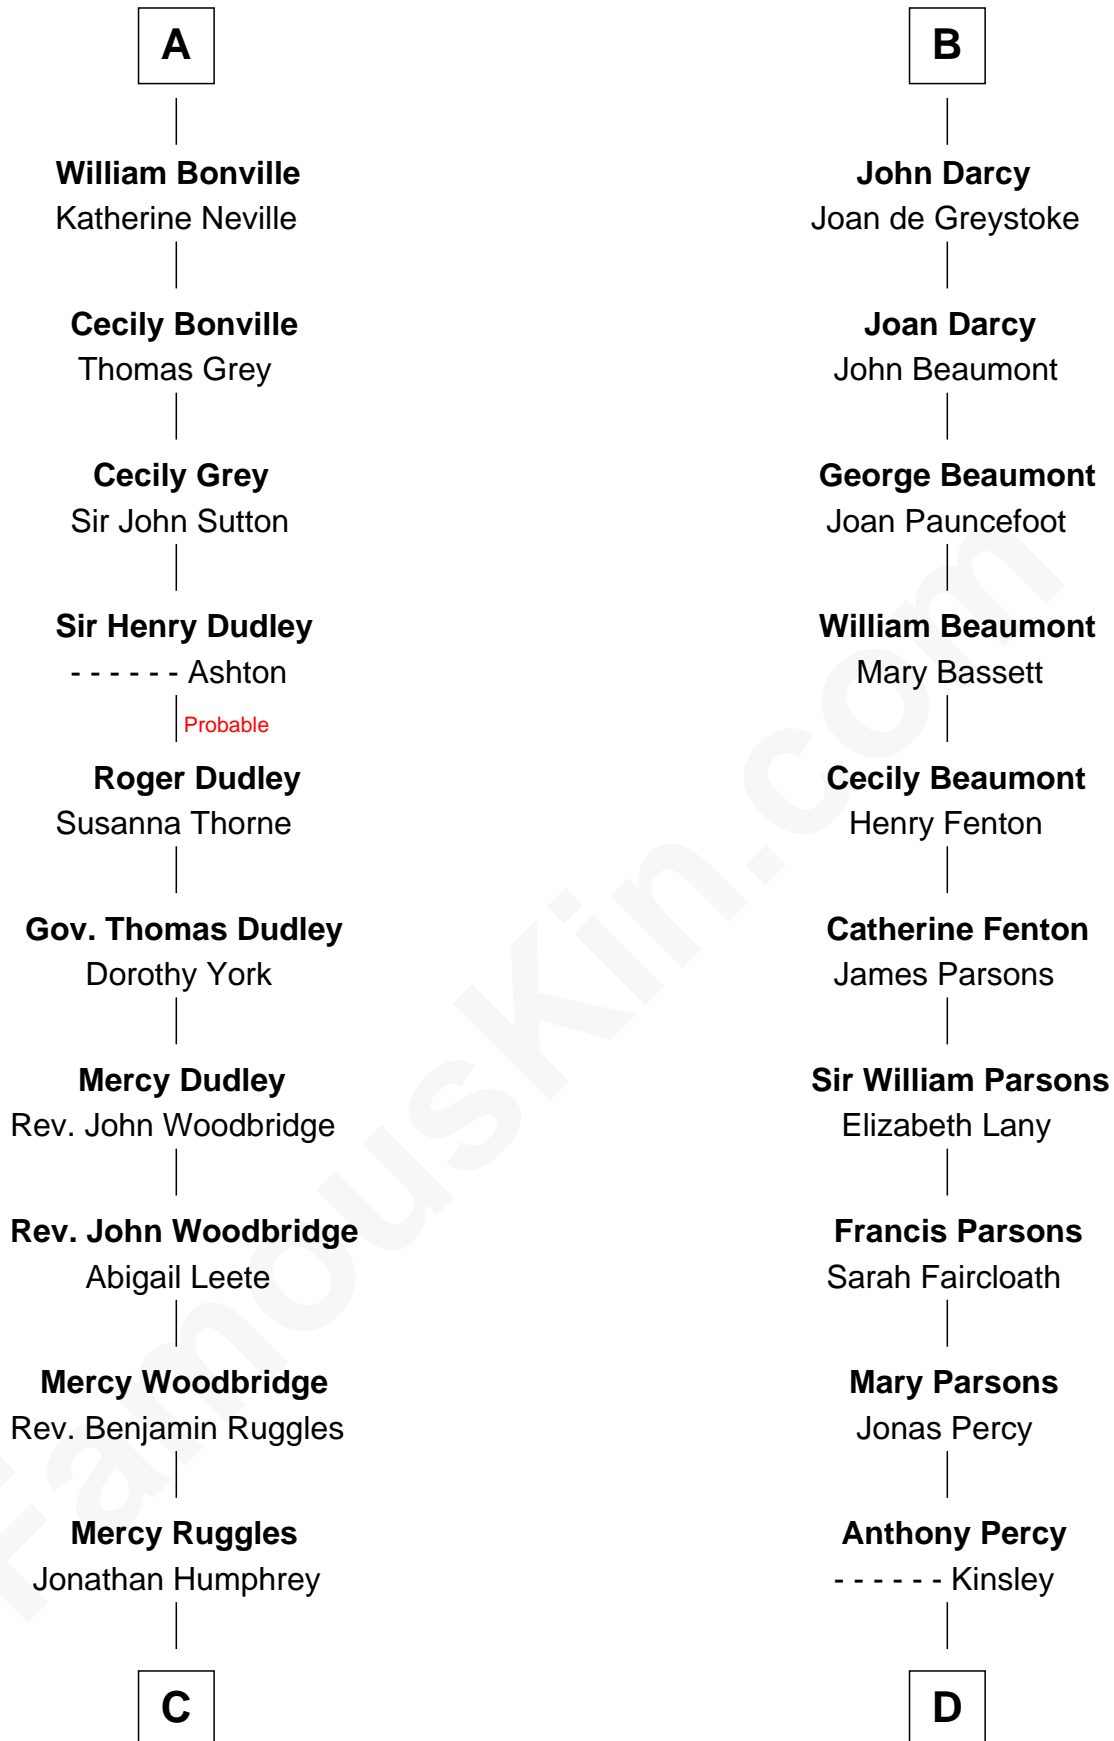 A
William Bonville
Katherine Neville
Cecily Bonville
Thomas Grey
Cecily Grey
Sir John Sutton
Sir Henry Dudley
- - - - - - Ashton
Probable
Roger Dudley
Susanna Thorne
Gov. Thomas Dudley
Dorothy York
Mercy Dudley
Rev. John Woodbridge
Rev. John Woodbridge
Abigail Leete
Mercy Woodbridge
Rev. Benjamin Ruggles
Mercy Ruggles
Jonathan Humphrey
C
B
John Darcy
Joan de Greystoke
Joan Darcy
John Beaumont
George Beaumont
Joan Pauncefoot
William Beaumont
Mary Bassett
Cecily Beaumont
Henry Fenton
Catherine Fenton
James Parsons
Sir William Parsons
Elizabeth Lany
Francis Parsons
Sarah Faircloath
Mary Parsons
Jonas Percy
Anthony Percy
- - - - - - Kinsley
D
FamousKin.com